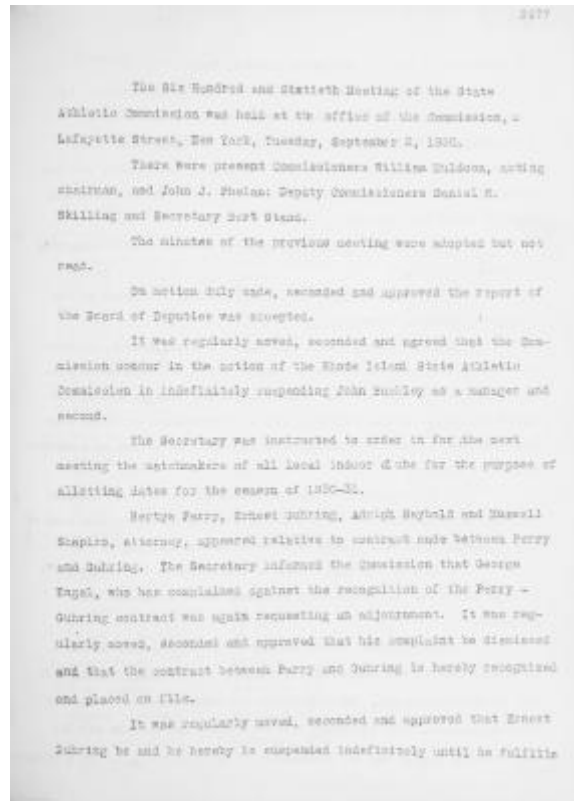 2477
The Six Hundred and Sixtieth Meeting of the State
Athletic Commission was held at the office of the Commission,
Lafayette Street, New York, Tuesday, September 2, 1930.
There were present Commissioners William Muldoon, acting
chairman, and John J. Phelan: Deputy Commissioners Daniel
Skilling and Secretary Bert Stand.
The minutes of the previous meeting were adopted but not
read.
On motion duly made, seconded and approved the report of
the Board of Deputies was accepted.
It was regularly moved, seconded and agreed that the Com-
mission concur in the action of the Rhode Island State Athletic
Commission in indefinitely suspending John Buckley as a manager and
second.
The Secretary was instructed to order in for the next
meeting the matchmakers of all local indoor clubs for the purpose of
allotting dates for the season of 1930-31.
Bertys Perry, Ernest Guhring, Adolph Seybold and
Shapiro, attorney, appeared relative to contract made between Perry
and Guhring. The Secretary informed the Commission that George
Engel, who has complained against the recognition of the Perry -
Guhring contract was again requesting an adjournment. It was reg-
ularly moved, seconded and approved that his complaint be dismissed
and that the contract between Perry and Guhring is hereby recognized
and placed on file.
It was regularly moved, seconded and approved that Ernest
Guhring be and he hereby is suspended indefinitely until he fulfills